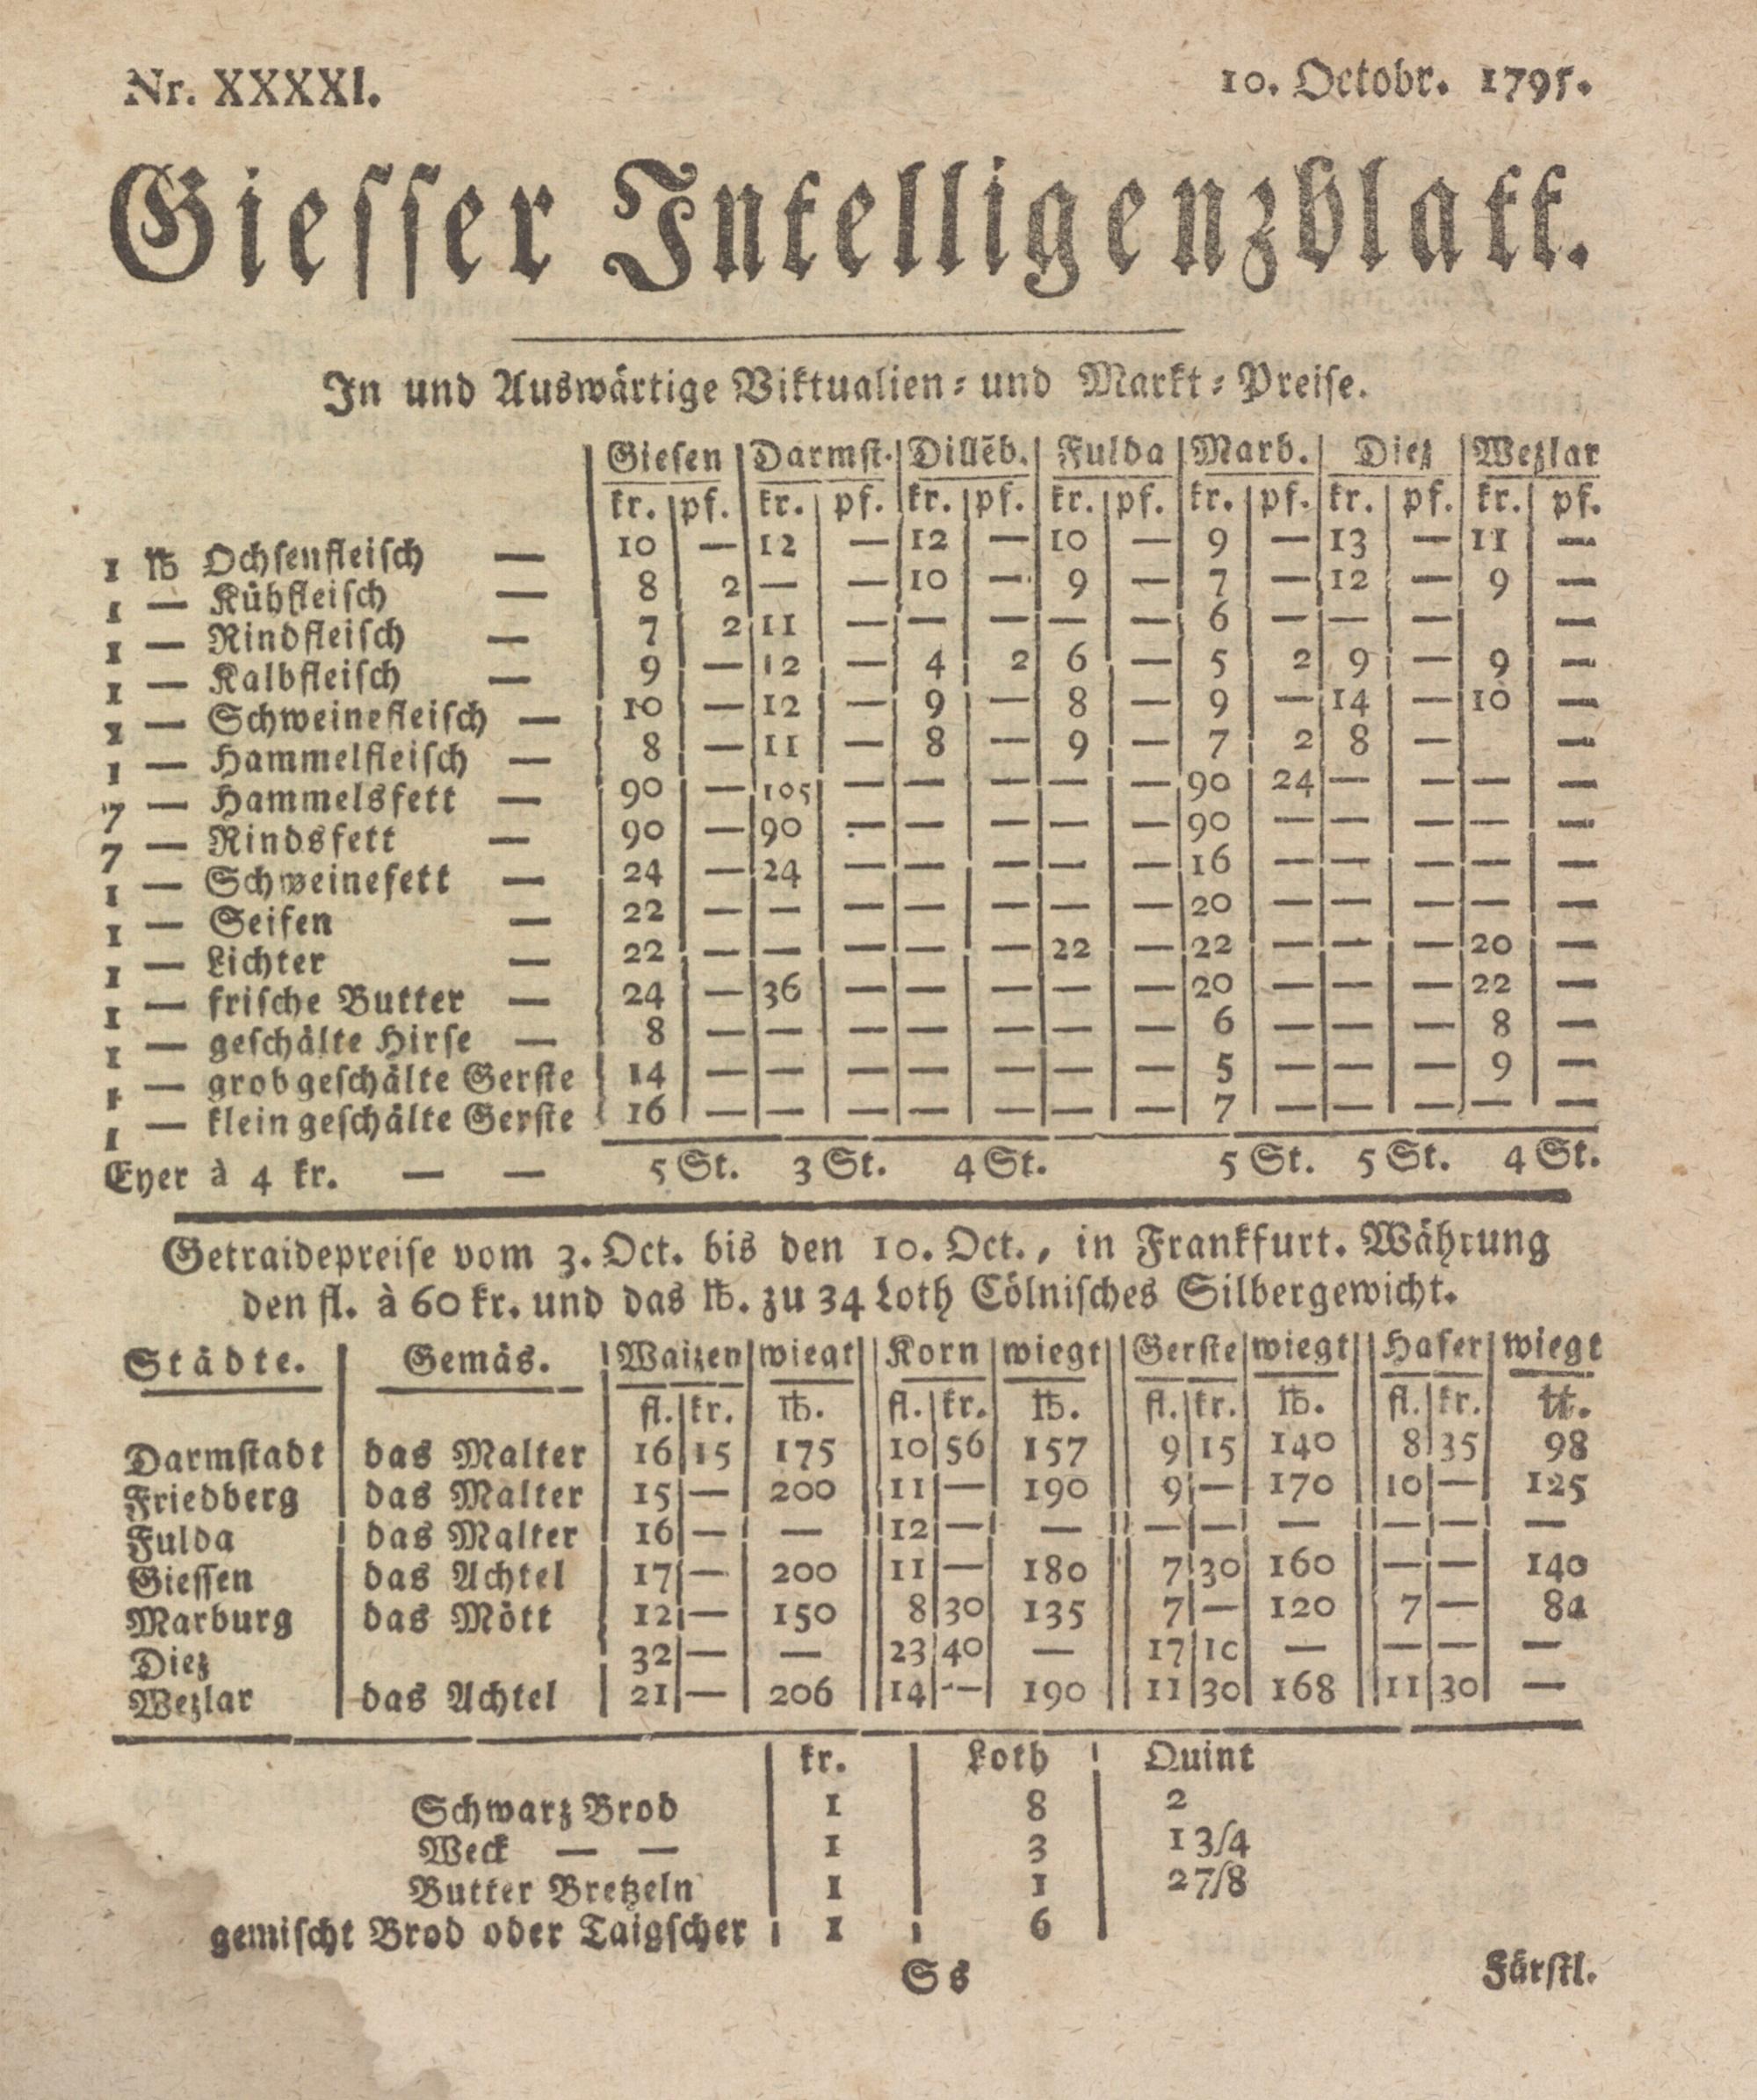 Nr. XXXXI. 10. Octobr. 1795.
Giesser Intelligenzblatt.
In und Auswärtige Viktualien- und Markt-Preise.
Giesen Darmst. Dillēb. Fulda Marb. Diez Wezlar
kr. pf. kr. pf. kr. pf. kr. pf. kr. pf. kr. pf. kr. pf.
1 ℔ Ochsenfleisch — 10 — 12 — 12 — 10 — 9 — 13 — 11 —
1 — Kühfleisch — 8 2 — — 10 — 9 — 7 — 12 — 9 —
1 — Rindfleisch — 7 2 11 — — — — — 6 — — — —
1 — Kalbfleisch — 9 — 12 — 4 2 6 — 5 2 9 — 9 —
1 — Schweinefleisch — 10 — 12 — 9 — 8 — 9 — 14 — 10 —
1 — Hammelfleisch — 8 — 11 — 8 — 9 — 7 2 8 — —
7 — Hammelsfett — 90 — 105 — — — — — 90 24 — — — —
7 — Rindsfett — 90 — 90 — — — — — 90 — — — — —
1 — Schweinefett — 24 — 24 — — — — — 16 — — — — —
1 — Seifen — 22 — — — — — — — 20 — — — — —
1 — Lichter — 22 — — — — — 22 — 22 — — — 20 —
1 — frische Butter — 24 — 36 — — — — — 20 — — — 22 —
1 — geschälte Hirse — 8 — — — — — — — 6 — — — 8 —
1 — grob geschälte Gerste 14 — — — — — — — 5 — — — 9 —
1 — klein geschälte Gerste 16 — — — — — — — 7 — — — — —
Eyer à 4 kr. — — 5 St. 3 St. 4 St. 5 St. 5 St. 4 St.
Getraidepreise vom 3. Oct. bis den 10. Oct., in Frankfurt. Währung
den fl. à 60 kr. und das ℔. zu 34 Loth Cölnisches Silbergewicht.
Städte. Gemäs. Waizen wiegt Korn wiegt Gerste wiegt Hafer wiegt
fl. kr. ℔. fl. kr. ℔. fl. kr. ℔. fl. kr. tt.
Darmstadt das Malter 16 15 175 10 56 157 9 15 140 8 35 98
Friedberg das Malter 15 — 200 11 — 190 9 — 170 10 — 125
Fulda das Malter 16 — — 12 — — — — — — — —
Giessen das Achtel 17 — 200 11 — 180 7 30 160 — — 140
Marburg das Mött 12 — 150 8 30 135 7 — 120 7 — 84
Diez 32 — — 23 40 — 17 10 — — — —
Wezlar das Achtel 21 — 206 14 — 190 11 30 168 11 30 —
kr. Loth Quint
Schwarz Brod 1 8 2
Weck — — 1 3 1 3/4
Butter Bretzeln 1 1 2 7/8
gemischt Brod oder Taigscher 1 6
Ss Färstl.